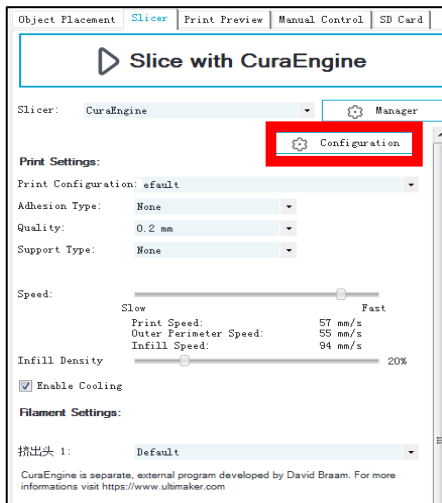 Object Placement Slicer Print Preview Manual Control SD Card
Slice with CuraEngine
Slicer: CuraEngine Manager
Configuration
Print Settings:
Print Configuration: efault
Adhesion Type: None
Quality: 0.2 mm
Support Type: None
Speed:
Slow Fast
Print Speed: 57 mm/s
Outer Perimeter Speed: 55 mm/s
Infill Speed: 94 mm/s
Infill Density 20%
Enable Cooling
Filament Settings:
挤出头 1: Default
CuraEngine is separate, external program developed by David Braam. For more
informations visit https://www.ultimaker.com